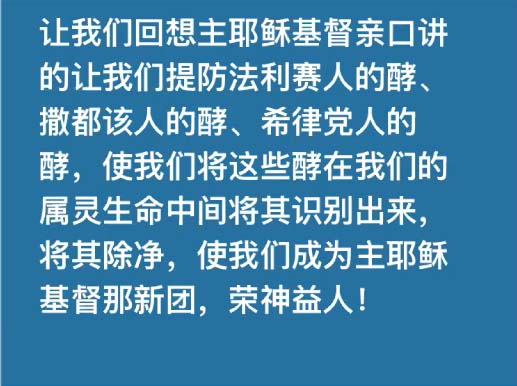 让我们回想主耶稣基督亲口讲
的让我们提防法利赛人的酵、
撒都该人的酵、希律党人的
酵，使我们将这些酵在我们的
属灵生命中间将其识别出来，
将其除净，使我们成为主耶稣
基督那新团，荣神益人！